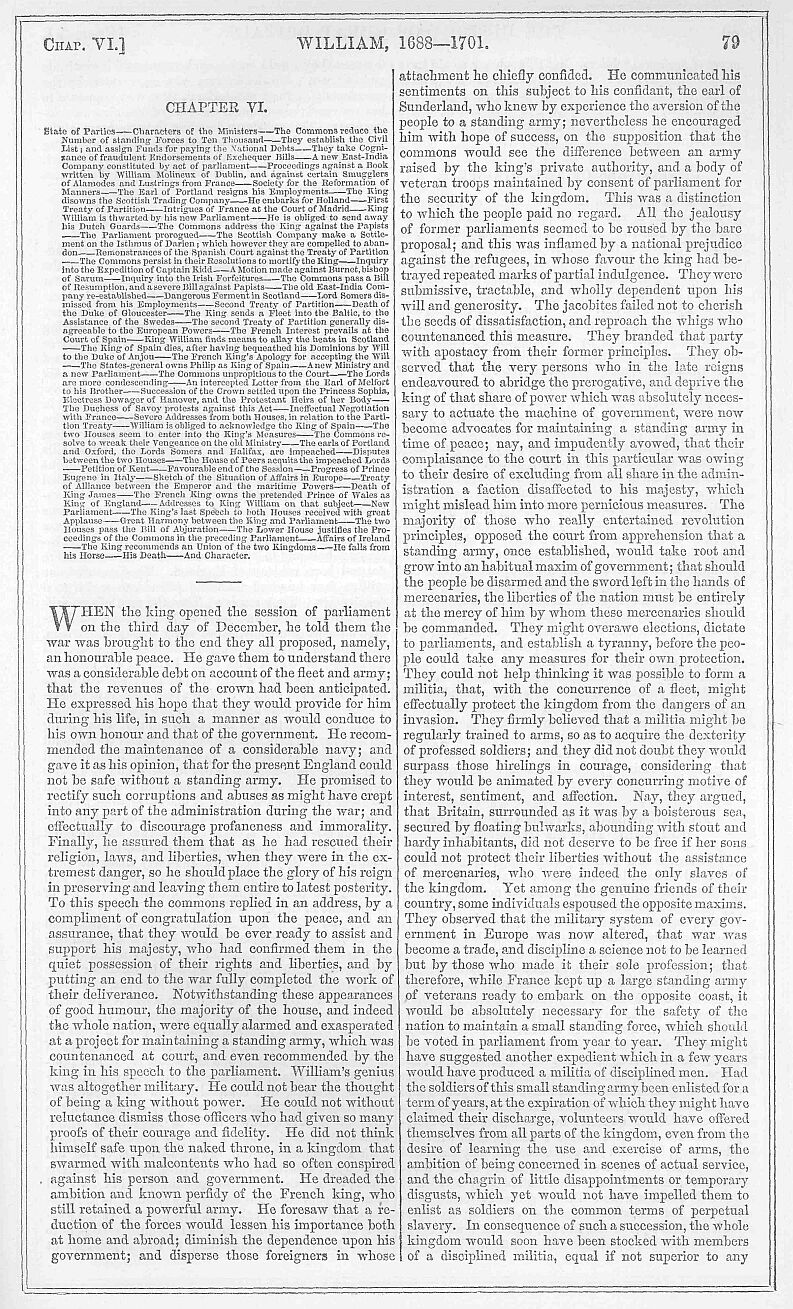 CHAP. VI.]
WILLIAM, 1688—1701.
79
CHAPTER VI.
State of Parties——Characters of the Ministers——The Commons reduce the
Number of standing Forces to Ten Thousand——They establish the Civil
List; and assign Funds for paying the National Debts——They take Cogni-
zance of fraudulent Endorsements of Exchequer Bills——A new East-India
Company constituted by act of parliament——Proceedings against a Book
written by William Molineux of Dublin, and against certain Smugglers
of Alamodes and Lustrings from France——Society for the Reformation of
Manners——The Earl of Portland resigns his Employments——The King
disowns the Scottish Trading Company——He embarks for Holland——First
Treaty of Partition——Intrigues of France at the Court of Madrid——King
William is thwarted by his new Parliament——He is obliged to send away
his Dutch Guards——The Commons address the King against the Papists
——The Parliament prorogued——The Scottish Company make a Settle-
ment on the Isthmus of Darien; which however they are compelled to aban-
don——Remonstrances of the Spanish Court against the Treaty of Partition
——The Commons persist in their Resolutions to mortify the King——Inquiry
into the Expedition of Captain Kidd——A Motion made against Burnet, bishop
of Sarum——Inquiry into the Irish Forfeitures——The Commons pass a Bill
of Resumption, and a severe Bill against Papists——The old East-India Com-
pany re-established——Dangerous Ferment in Scotland——Lord Somers dis-
missed from his Employments——Second Treaty of Partition——Death of
the Duke of Gloucester——The King sends a Fleet into the Baltic, to the
Assistance of the Swedes——The second Treaty of Partition generally dis-
agreeable to the European Powers——The French Interest prevails at the
Court of Spain——King William finds means to allay the heats in Scotland
——The King of Spain dies, after having bequeathed his Dominions by Will
to the Duke of Anjou——The French King's Apology for accepting the Will
——The States-general owns Philip as King of Spain——A new Ministry and
a new Parliament——The Commons unpropitious to the Court——The Lords
are more condescending——An intercepted Letter from the Earl of Melfort
to his Brother——Succession of the Crown settled upon the Princess Sophia,
Electress Dowager of Hanover, and the Protestant Heirs of her Body——
The Duchess of Savoy protests against this Act——Ineffectual Negotiation
with France——Severe Addresses from both Houses, in relation to the Parti-
tion Treaty——William is obliged to acknowledge the King of Spain——The
two Houses seem to enter into the King's Measures——The Commons re-
solve to wreak their Vengeance on the old Ministry——The earls of Portland
and Oxford, the Lords Somers and Halifax, are impeached——Disputes
between the two Houses——The House of Peers acquits the impeached Lords
——Petition of Kent——Favourable end of the Session——Progress of Prince
Eugene in Italy——Sketch of the Situation of Affairs in Europe——Treaty
of Alliance between the Emperor and the maritime Powers——Death of
King James——The French King owns the pretended Prince of Wales as
King of England——Addresses to King William on that subject——New
Parliament——The King's last Speech to both Houses received with great
Applause——Great Harmony between the King and Parliament——The two
Houses pass the Bill of Abjuration——The Lower House justifies the Pro-
ceedings of the Commons in the preceding Parliament——Affairs of Ireland
——The King recommends an Union of the two Kingdoms——He falls from
his Horse——His Death——And Character.
WHEN the king opened the session of parliament
on the third day of December, he told them the
war was brought to the end they all proposed, namely,
an honourable peace. He gave them to understand there
was a considerable debt on account of the fleet and army;
that the revenues of the crown had been anticipated.
He expressed his hope that they would provide for him
during his life, in such a manner as would conduce to
his own honour and that of the government. He recom-
mended the maintenance of a considerable navy; and
gave it as his opinion, that for the present England could
not be safe without a standing army. He promised to
rectify such corruptions and abuses as might have crept
into any part of the administration during the war; and
effectually to discourage profaneness and immorality.
Finally, he assured them that as he had rescued their
religion, laws, and liberties, when they were in the ex-
tremest danger, so he should place the glory of his reign
in preserving and leaving them entire to latest posterity.
To this speech the commons replied in an address, by a
compliment of congratulation upon the peace, and an
assurance, that they would be ever ready to assist and
support his majesty, who had confirmed them in the
quiet possession of their rights and liberties, and by
putting an end to the war fully completed the work of
their deliverance. Notwithstanding these appearances
of good humour, the majority of the house, and indeed
the whole nation, were equally alarmed and exasperated
at a project for maintaining a standing army, which was
countenanced at court, and even recommended by the
king in his speech to the parliament. William's genius
was altogether military. He could not bear the thought
of being a king without power. He could not without
reluctance dismiss those officers who had given so many
proofs of their courage and fidelity. He did not think
himself safe upon the naked throne, in a kingdom that
swarmed with malcontents who had so often conspired
against his person and government. He dreaded the
ambition and known perfidy of the French king, who
still retained a powerful army. He foresaw that a re-
duction of the forces would lessen his importance both
at home and abroad; diminish the dependence upon his
government; and disperse those foreigners in whose
attachment he chiefly confided. He communicated his
sentiments on this subject to his confidant, the earl of
Sunderland, who knew by experience the aversion of the
people to a standing army; nevertheless he encouraged
him with hope of success, on the supposition that the
commons would see the difference between an army
raised by the king's private authority, and a body of
veteran troops maintained by consent of parliament for
the security of the kingdom. This was a distinction
to which the people paid no regard. All the jealousy
of former parliaments seemed to be roused by the bare
proposal; and this was inflamed by a national prejudice
against the refugees, in whose favour the king had be-
trayed repeated marks of partial indulgence. They were
submissive, tractable, and wholly dependent upon his
will and generosity. The jacobites failed not to cherish
the seeds of dissatisfaction, and reproach the whigs who
countenanced this measure. They branded that party
with apostacy from their former principles. They ob-
served that the very persons who in the late reigns
endeavoured to abridge the prerogative, and deprive the
king of that share of power which was absolutely neces-
sary to actuate the machine of government, were now
become advocates for maintaining a standing army in
time of peace; nay, and impudently avowed, that their
complaisance to the court in this particular was owing
to their desire of excluding from all share in the admin-
istration a faction disaffected to his majesty, which
might mislead him into more pernicious measures. The
majority of those who really entertained revolution
principles, opposed the court from apprehension that a
standing army, once established, would take root and
grow into an habitual maxim of government; that should
the people be disarmed and the sword left in the hands of
mercenaries, the liberties of the nation must be entirely
at the mercy of him by whom these mercenaries should
be commanded. They might overawe elections, dictate
to parliaments, and establish a tyranny, before the peo-
ple could take any measures for their own protection.
They could not help thinking it was possible to form a
militia, that, with the concurrence of a fleet, might
effectually protect the kingdom from the dangers of an
invasion. They firmly believed that a militia might be
regularly trained to arms, so as to acquire the dexterity
of professed soldiers; and they did not doubt they would
surpass those hirelings in courage, considering that
they would be animated by every concurring motive of
interest, sentiment, and affection. Nay, they argued,
that Britain, surrounded as it was by a boisterous sea,
secured by floating bulwarks, abounding with stout and
hardy inhabitants, did not deserve to be free if her sons
could not protect their liberties without the assistance
of mercenaries, who were indeed the only slaves of
the kingdom. Yet among the genuine friends of their
country, some individuals espoused the opposite maxims.
They observed that the military system of every gov-
ernment in Europe was now altered, that war was
become a trade, and discipline a science not to be learned
but by those who made it their sole profession; that
therefore, while France kept up a large standing army
of veterans ready to embark on the opposite coast, it
would be absolutely necessary for the safety of the
nation to maintain a small standing force, which should
be voted in parliament from year to year. They might
have suggested another expedient which in a few years
would have produced a militia of disciplined men. Had
the soldiers of this small standing army been enlisted for a
term of years, at the expiration of which they might have
claimed their discharge, volunteers would have offered
themselves from all parts of the kingdom, even from the
desire of learning the use and exercise of arms, the
ambition of being concerned in scenes of actual service,
and the chagrin of little disappointments or temporary
disgusts, which yet would not have impelled them to
enlist as soldiers on the common terms of perpetual
slavery. In consequence of such a succession, the whole
kingdom would soon have been stocked with members
of a disciplined militia, equal if not superior to any